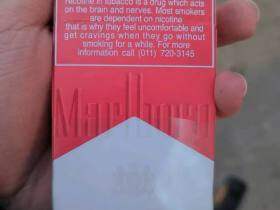 Nicotine in tobacco is a drug which acts
on the brain and nerves. Most smokers
are dependent on nicotine
that is why they feel uncomfortable and
get cravings when they go without
smoking for a while. For more
information call (011) 720-3145
Marlboro